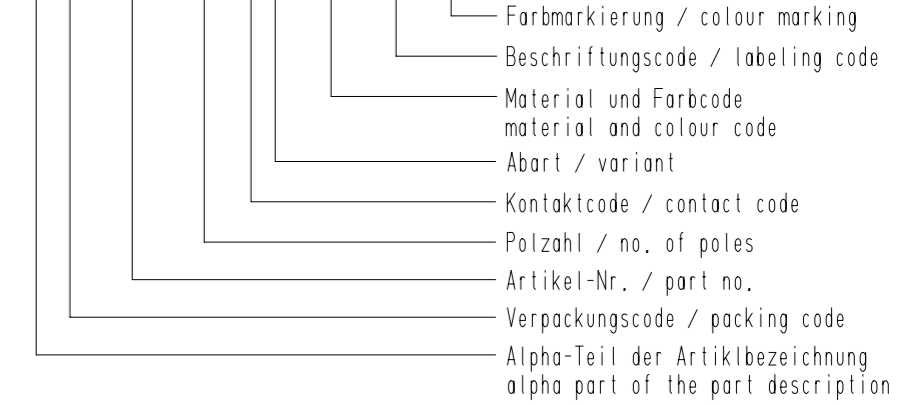 Farbmarkierung / colour marking
Beschriftungscode / labeling code
Material und Farbcode
material and colour code
Abart / variant
Kontaktcode / contact code
Polzahl / no. of poles
Artikel-Nr. / part no.
Verpackungscode / packing code
Alpha-Teil der Artiklbezeichnung
alpha part of the part description